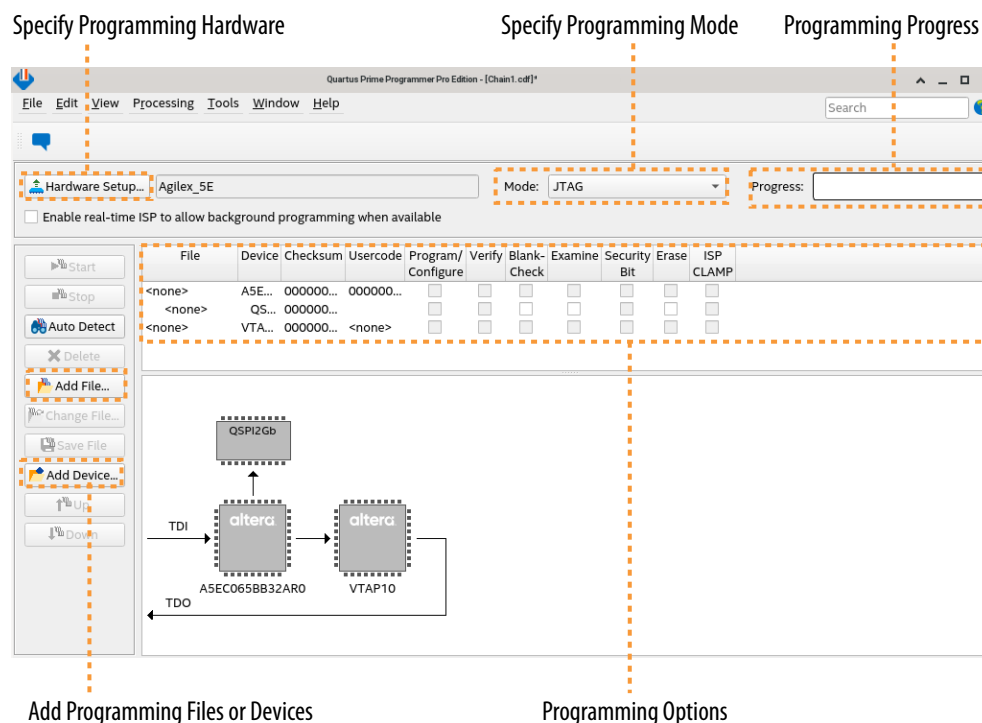 Specify Programming Hardware Specify Programming Mode Programming Progress
Quartus Prime Programmer Pro Edition - [Chain1.cdf]*
File Edit View Processing Tools Window Help Search
Hardware Setup... Agilex_5E Mode: JTAG Progress:
Enable real-time ISP to allow background programming when available
File Device Checksum Usercode Program/ Verify Blank- Examine Security Erase ISP
Configure Check Bit CLAMP
<none> A5E... 000000... 000000...
<none> QS... 000000...
<none> VTA... 000000... <none>
Start
Stop
Auto Detect
Delete
Add File...
Change File...
Save File
Add Device...
Up
Down
QSPI2Gb
altera altera
TDI
A5EC065BB32AR0 VTAP10
TDO
Add Programming Files or Devices Programming Options